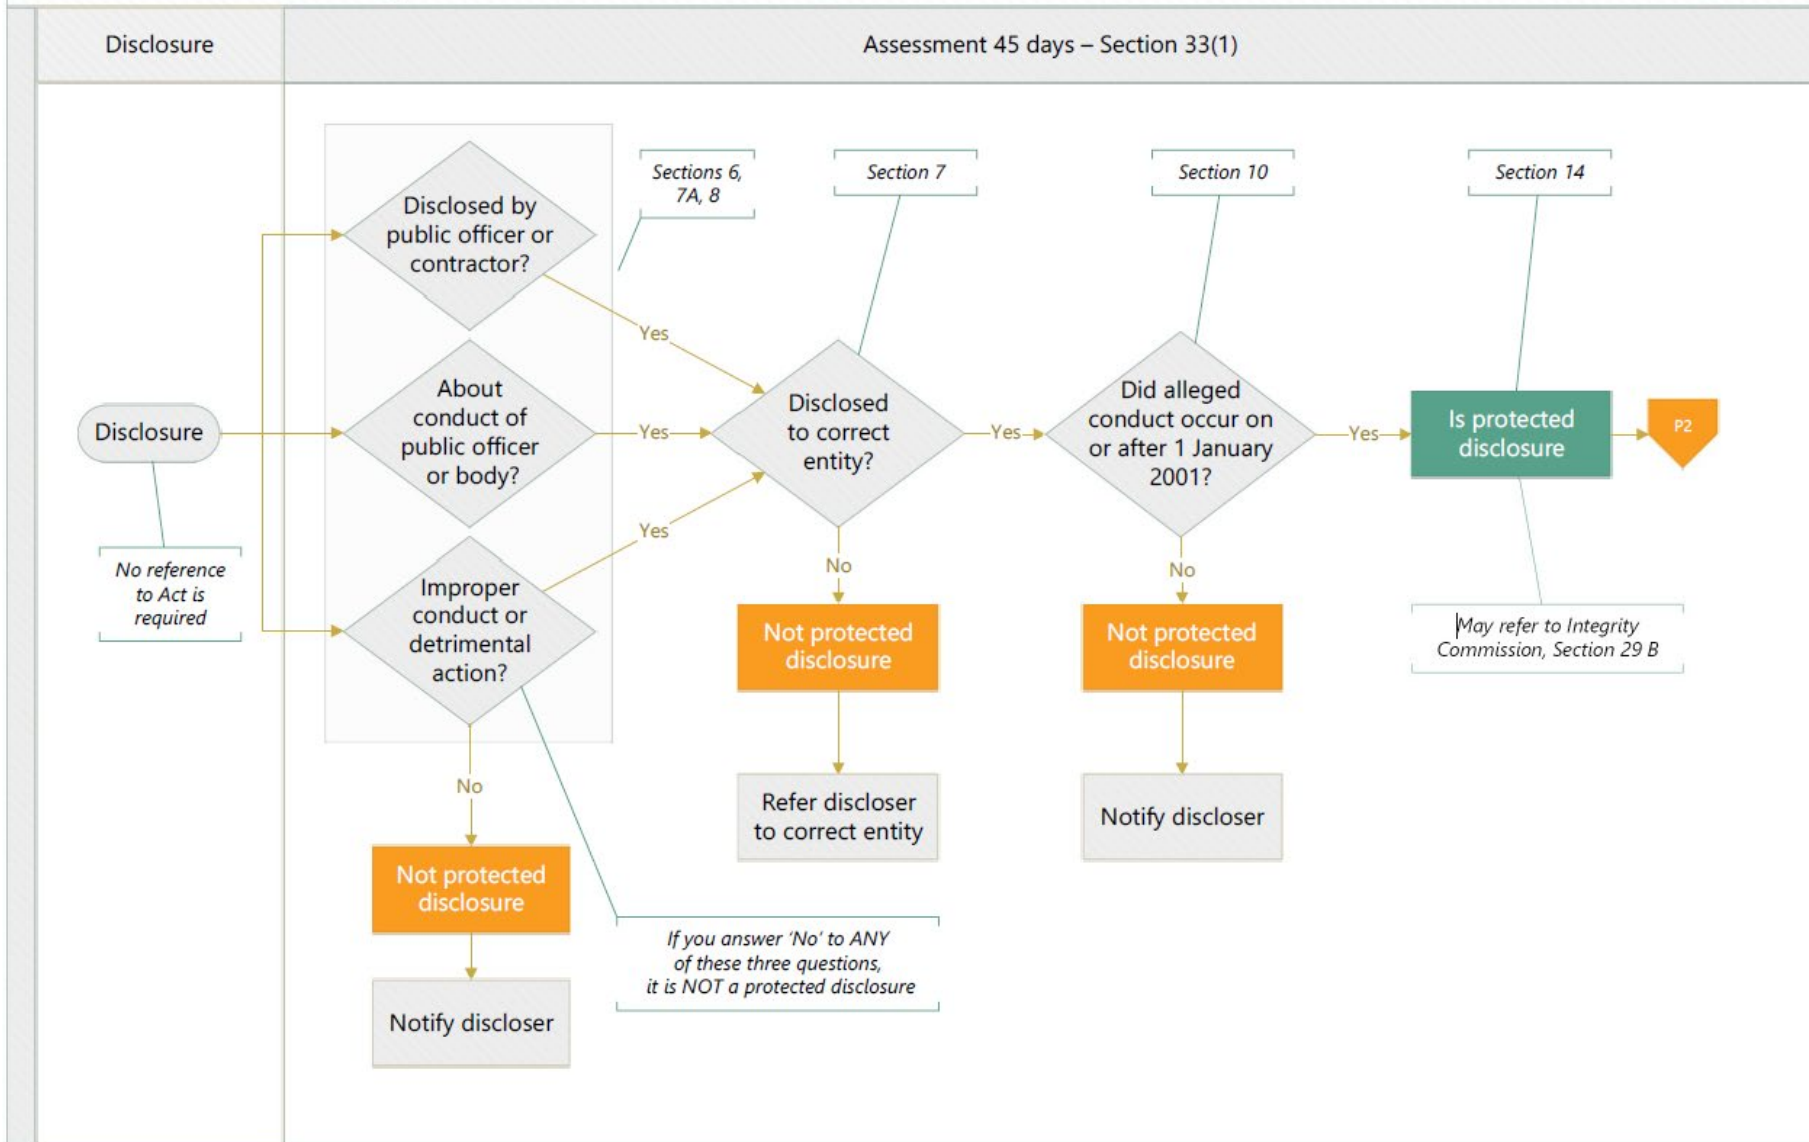 Disclosure
Assessment 45 days – Section 33(1)
Disclosed by
public officer or
contractor?
Sections 6,
7A, 8
Section 7
Section 10
Section 14
Yes
About
conduct of
public officer
or body?
Disclosure
Yes
Disclosed
to correct
entity?
Yes
Did alleged
conduct occur on
or after 1 January
2001?
Yes
Is protected
disclosure
P2
No reference
to Act is
required
Improper
conduct or
detrimental
action?
Yes
No
No
Not protected
disclosure
Not protected
disclosure
May refer to Integrity
Commission, Section 29 B
No
Refer discloser
to correct entity
Notify discloser
Not protected
disclosure
If you answer ‘No’ to ANY
of these three questions,
it is NOT a protected disclosure
Notify discloser